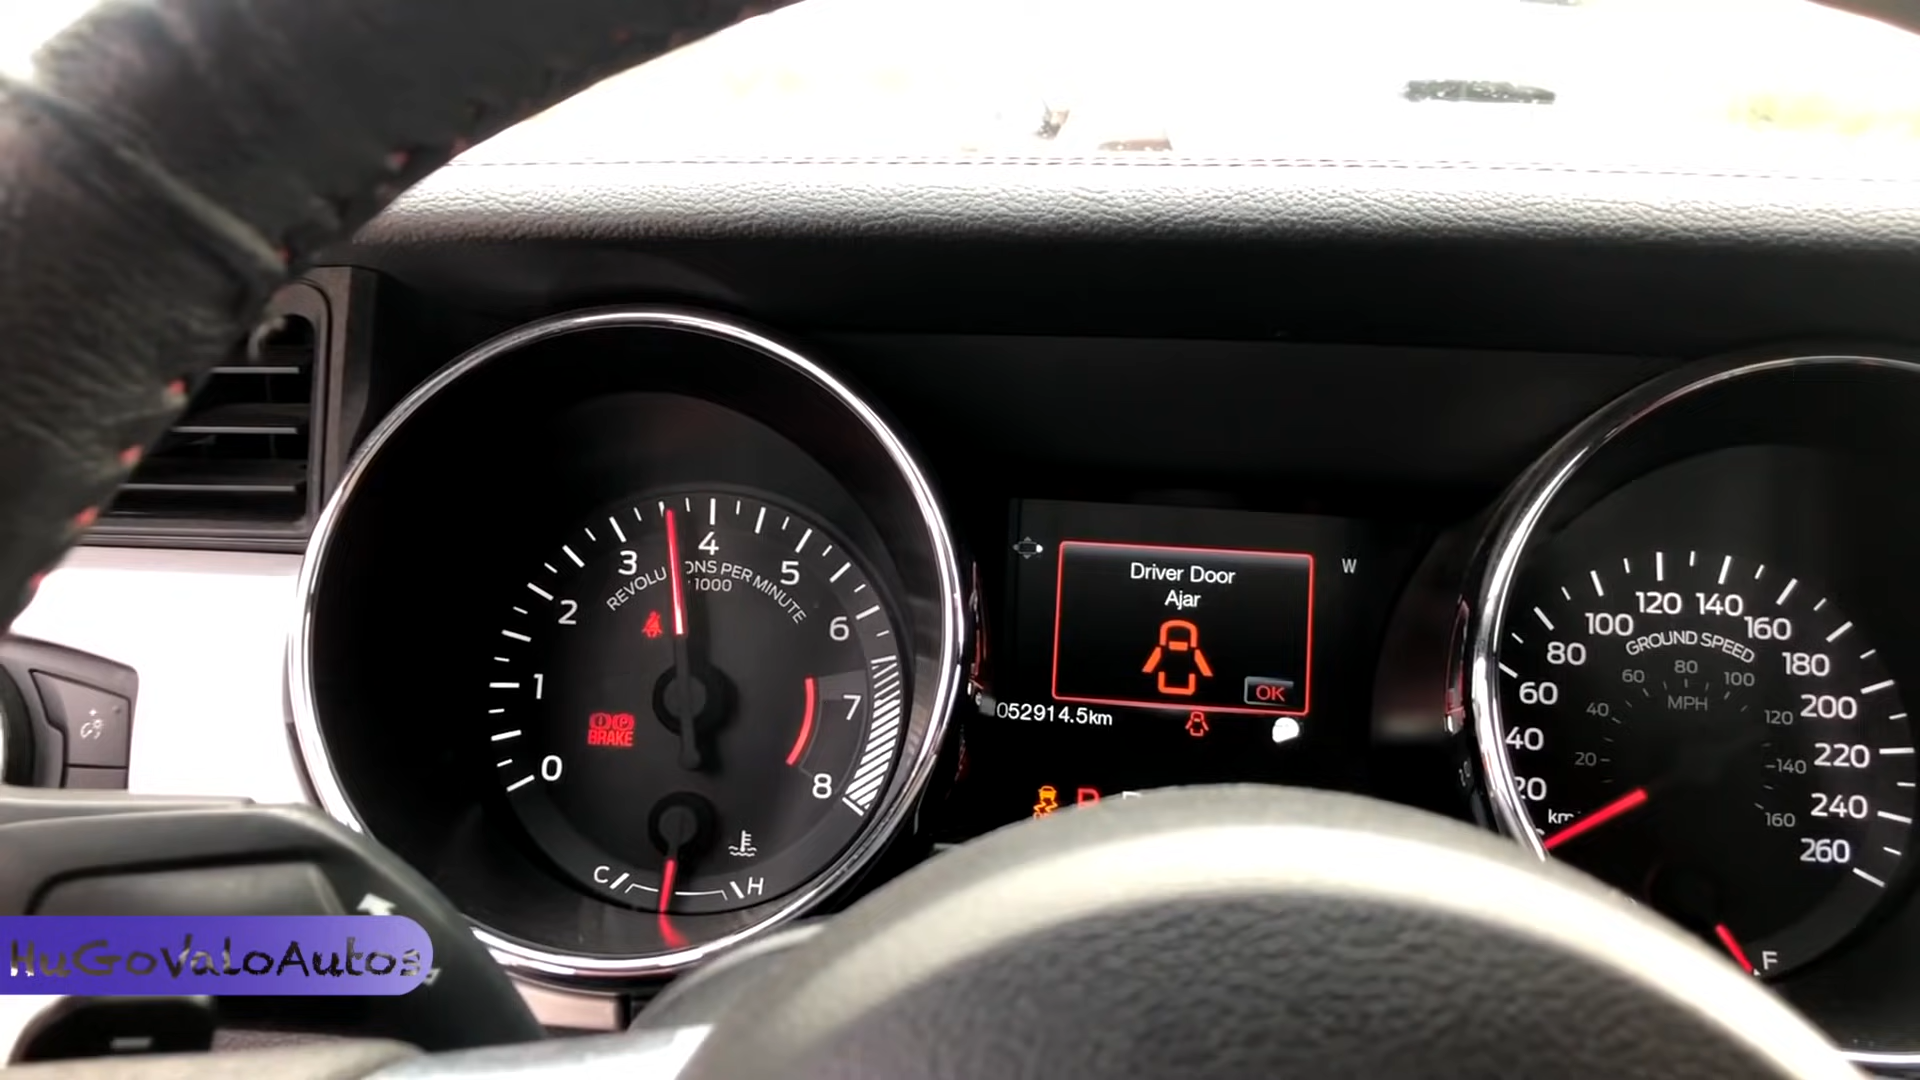 3
4
5
2
6
1
7
0
8
REVOLU ONS PER MINUTE
1000
BRAKE
C
H
Driver Door
Ajar
OK
W
052914.5km
P
120
140
100
160
80
180
60
200
40
220
20
240
260
GROUND SPEED
80
60
100
MPH
40
120
20
140
160
km
F
HuGoValoAutos